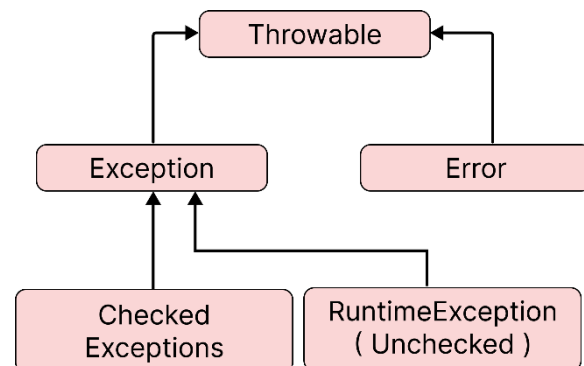 Throwable
Exception
Error
Checked
Exceptions
RuntimeException
( Unchecked )